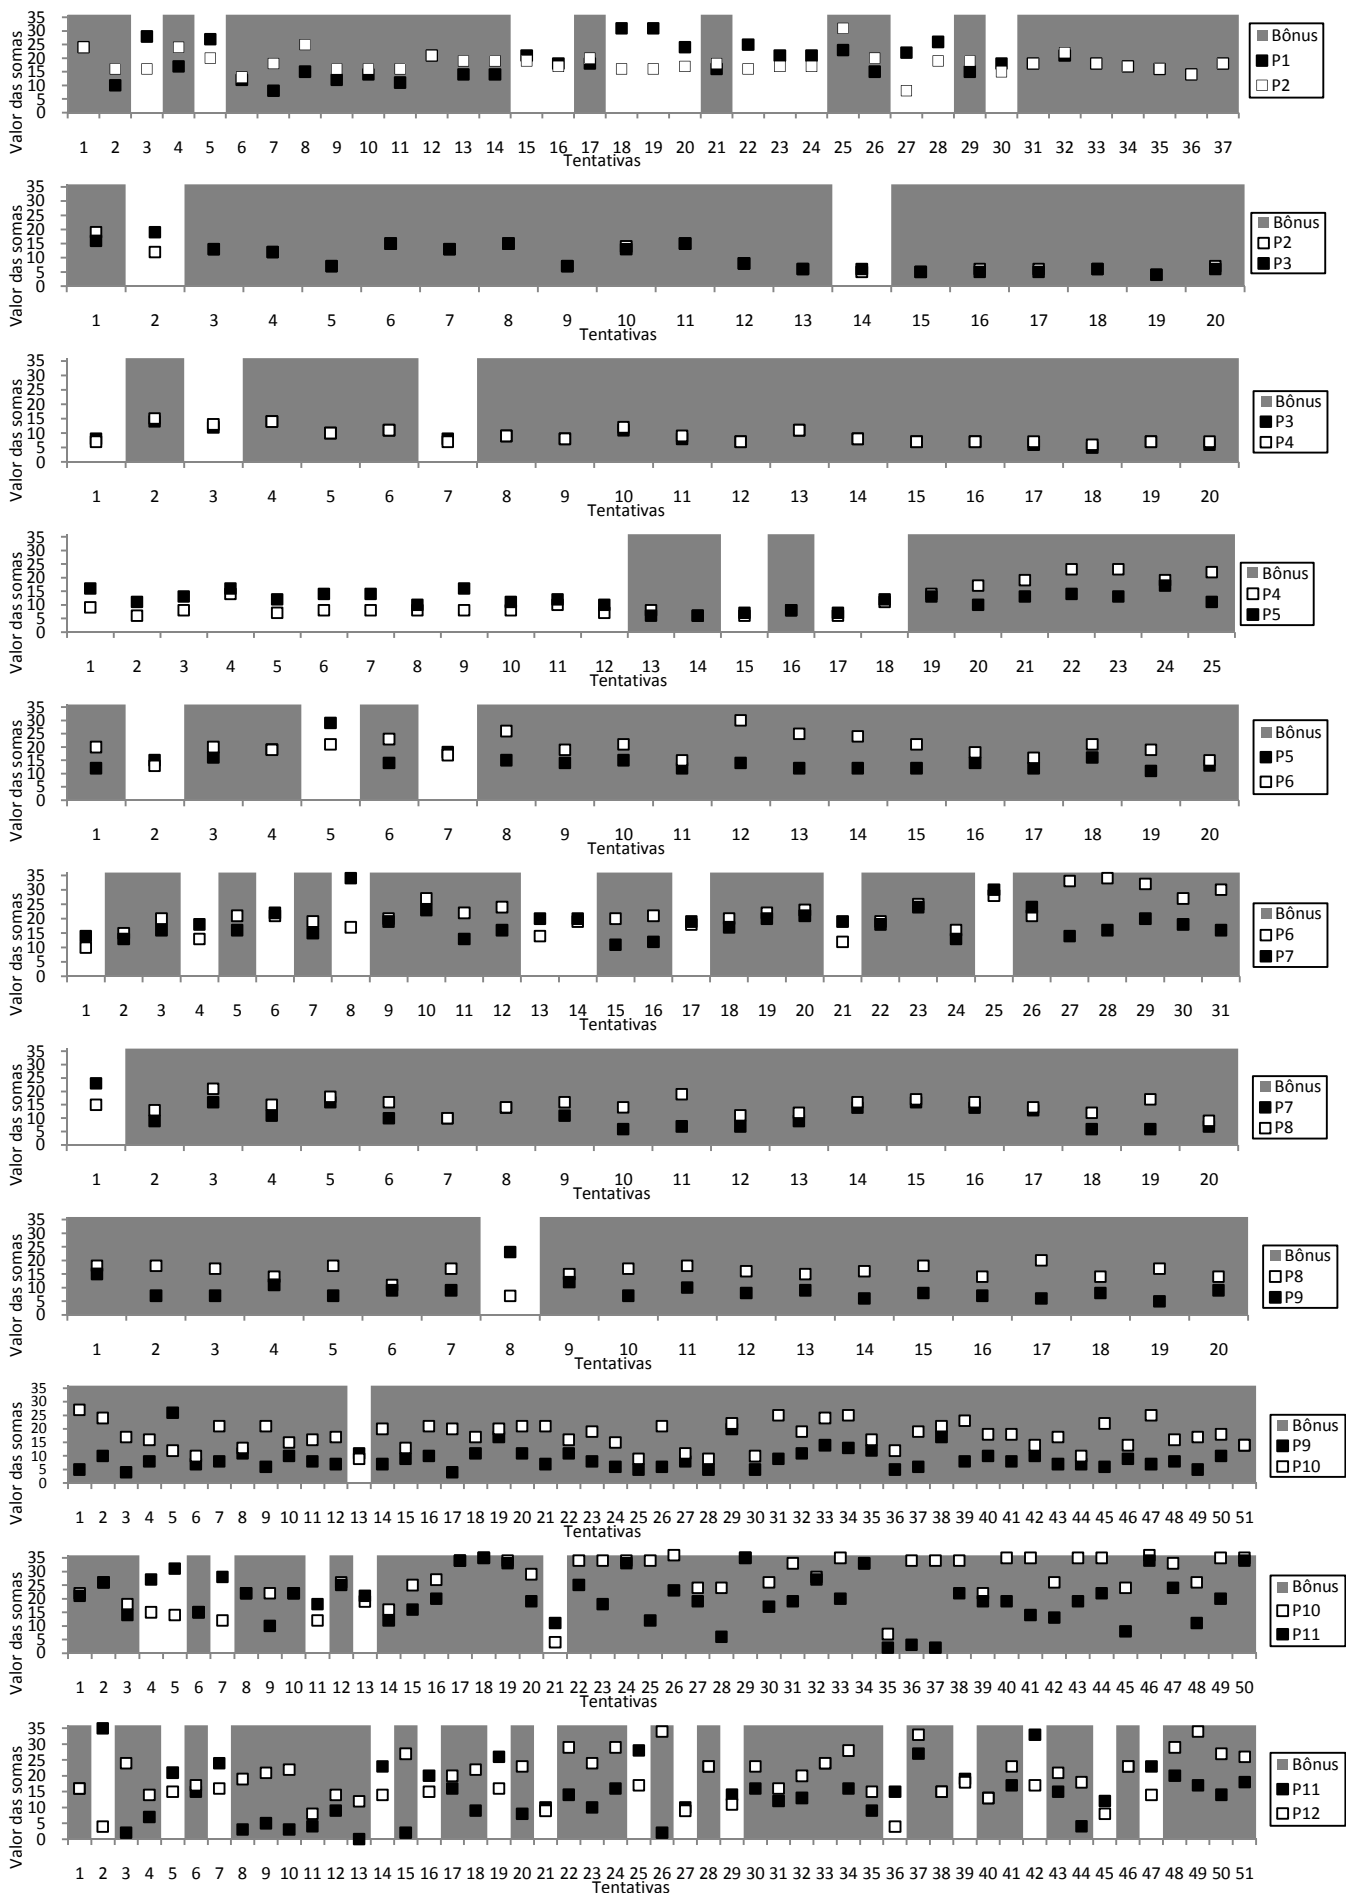 Valor das somas
35
30
25
20
15
10
5
0
1 2 3 4 5 6 7 8 9 10 11 12 13 14 15 16 17 18 19 20 21 22 23 24 25 26 27 28 29 30 31 32 33 34 35 36 37
Tentativas
Bônus
P1
P2
Valor das somas
35
30
25
20
15
10
5
0
1 2 3 4 5 6 7 8 9 10 11 12 13 14 15 16 17 18 19 20
Tentativas
Bônus
P2
P3
Valor das somas
35
30
25
20
15
10
5
0
1 2 3 4 5 6 7 8 9 10 11 12 13 14 15 16 17 18 19 20
Tentativas
Bônus
P3
P4
Valor das somas
35
30
25
20
15
10
5
0
1 2 3 4 5 6 7 8 9 10 11 12 13 14 15 16 17 18 19 20 21 22 23 24 25
Tentativas
Bônus
P4
P5
Valor das somas
35
30
25
20
15
10
5
0
1 2 3 4 5 6 7 8 9 10 11 12 13 14 15 16 17 18 19 20
Tentativas
Bônus
P5
P6
Valor das somas
35
30
25
20
15
10
5
0
1 2 3 4 5 6 7 8 9 10 11 12 13 14 15 16 17 18 19 20 21 22 23 24 25 26 27 28 29 30 31
Tentativas
Bônus
P6
P7
Valor das somas
35
30
25
20
15
10
5
0
1 2 3 4 5 6 7 8 9 10 11 12 13 14 15 16 17 18 19 20
Tentativas
Bônus
P7
P8
Valor das somas
35
30
25
20
15
10
5
0
1 2 3 4 5 6 7 8 9 10 11 12 13 14 15 16 17 18 19 20
Tentativas
Bônus
P8
P9
Valor das somas
35
30
25
20
15
10
5
0
1 2 3 4 5 6 7 8 9 10 11 12 13 14 15 16 17 18 19 20 21 22 23 24 25 26 27 28 29 30 31 32 33 34 35 36 37 38 39 40 41 42 43 44 45 46 47 48 49 50 51
Tentativas
Bônus
P9
P10
Valor das somas
35
30
25
20
15
10
5
0
1 2 3 4 5 6 7 8 9 10 11 12 13 14 15 16 17 18 19 20 21 22 23 24 25 26 27 28 29 30 31 32 33 34 35 36 37 38 39 40 41 42 43 44 45 46 47 48 49 50
Tentativas
Bônus
P10
P11
Valor das somas
35
30
25
20
15
10
5
0
1 2 3 4 5 6 7 8 9 10 11 12 13 14 15 16 17 18 19 20 21 22 23 24 25 26 27 28 29 30 31 32 33 34 35 36 37 38 39 40 41 42 43 44 45 46 47 48 49 50 51
Tentativas
Bônus
P11
P12